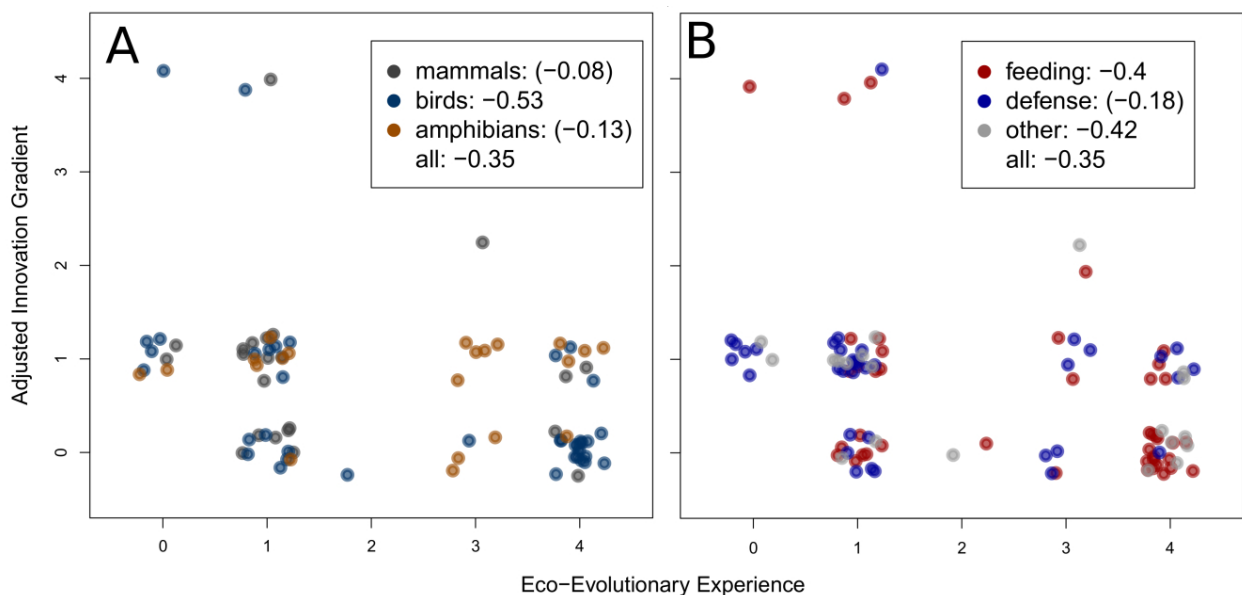 A
mammals: (−0.08)
birds: −0.53
amphibians: (−0.13)
all: −0.35
B
feeding: −0.4
defense: (−0.18)
other: −0.42
all: −0.35
Adjusted Innovation Gradient
4
3
2
1
0
0 1 2 3 4
0 1 2 3 4
Eco−Evolutionary Experience